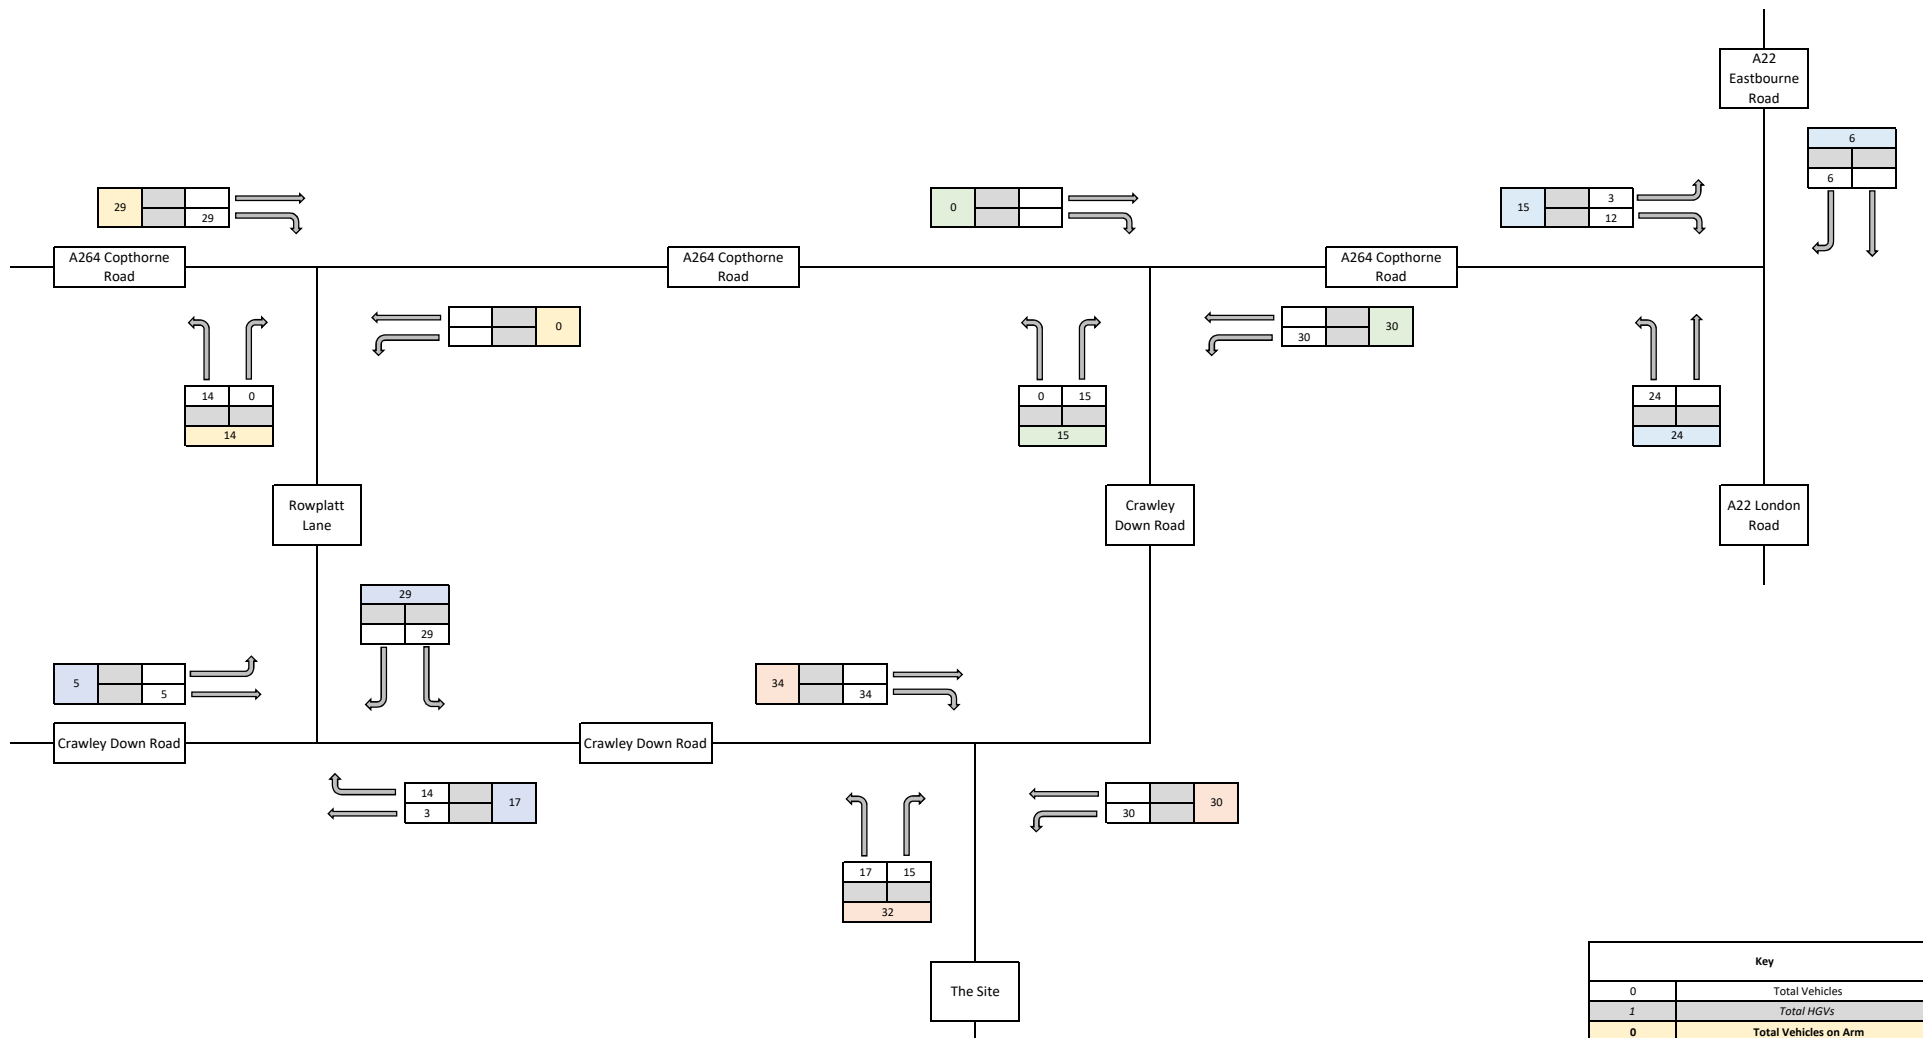 A22
Eastbourne
Road
6
6
29
29
0
15
3
12
A264 Copthorne
Road
A264 Copthorne
Road
A264 Copthorne
Road
0
30
30
14 0
14
0 15
15
24
24
Rowplatt
Lane
Crawley
Down Road
A22 London
Road
29
29
5
5
34
34
Crawley Down Road
Crawley Down Road
14
3
17
30
30
17 15
32
The Site
Key
0 Total Vehicles
1 Total HGVs
0 Total Vehicles on Arm